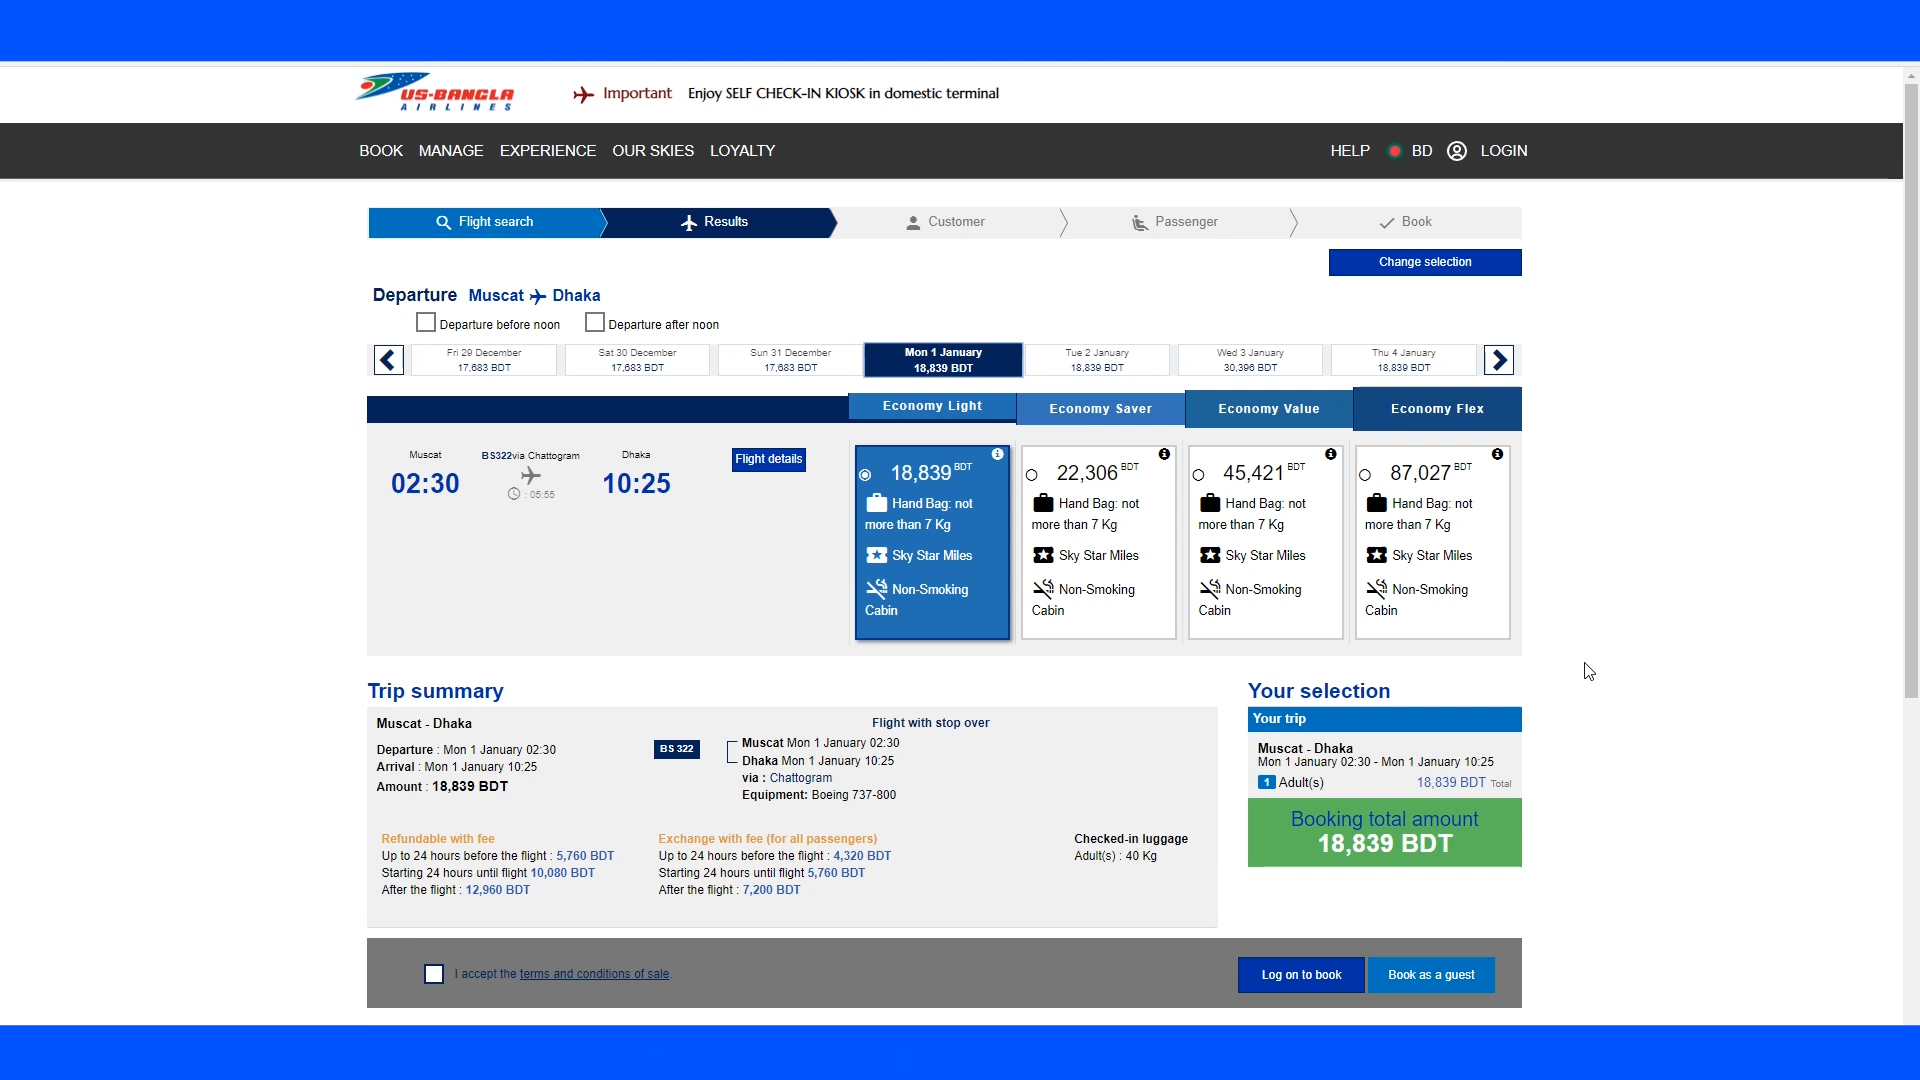 US-BANGLA
AIRLINES
Important Enjoy SELF CHECK-IN KIOSK in domestic terminal
BOOK MANAGE EXPERIENCE OUR SKIES LOYALTY HELP BD LOGIN
Flight search Results Customer Passenger Book
Change selection
Departure Muscat Dhaka
Departure before noon Departure after noon
Fri 29 December Sat 30 December Sun 31 December Mon 1 January Tue 2 January Wed 3 January Thu 4 January
17,683 BDT 17,683 BDT 17,683 BDT 18,839 BDT 18,839 BDT 30,396 BDT 18,839 BDT
Economy Light Economy Saver Economy Value Economy Flex
Muscat BS322via Chattogram Dhaka Flight details
02:30 : 05:55 10:25
18,839 BDT 22,306 BDT 45,421 BDT 87,027 BDT
Hand Bag: not Hand Bag: not Hand Bag: not Hand Bag: not
more than 7 Kg more than 7 Kg more than 7 Kg more than 7 Kg
Sky Star Miles Sky Star Miles Sky Star Miles Sky Star Miles
Non-Smoking Non-Smoking Non-Smoking Non-Smoking
Cabin Cabin Cabin Cabin
Trip summary
Muscat - Dhaka
Departure : Mon 1 January 02:30
Arrival : Mon 1 January 10:25
Amount : 18,839 BDT
BS 322
Flight with stop over
Muscat Mon 1 January 02:30
Dhaka Mon 1 January 10:25
via : Chattogram
Equipment: Boeing 737-800
Refundable with fee
Up to 24 hours before the flight : 5,760 BDT
Starting 24 hours until flight 10,080 BDT
After the flight : 12,960 BDT
Exchange with fee (for all passengers)
Up to 24 hours before the flight : 4,320 BDT
Starting 24 hours until flight 5,760 BDT
After the flight : 7,200 BDT
Checked-in luggage
Adult(s) : 40 Kg
Your selection
Your trip
Muscat - Dhaka
Mon 1 January 02:30 - Mon 1 January 10:25
1 Adult(s) 18,839 BDT Total
Booking total amount
18,839 BDT
I accept the terms and conditions of sale.
Log on to book Book as a guest